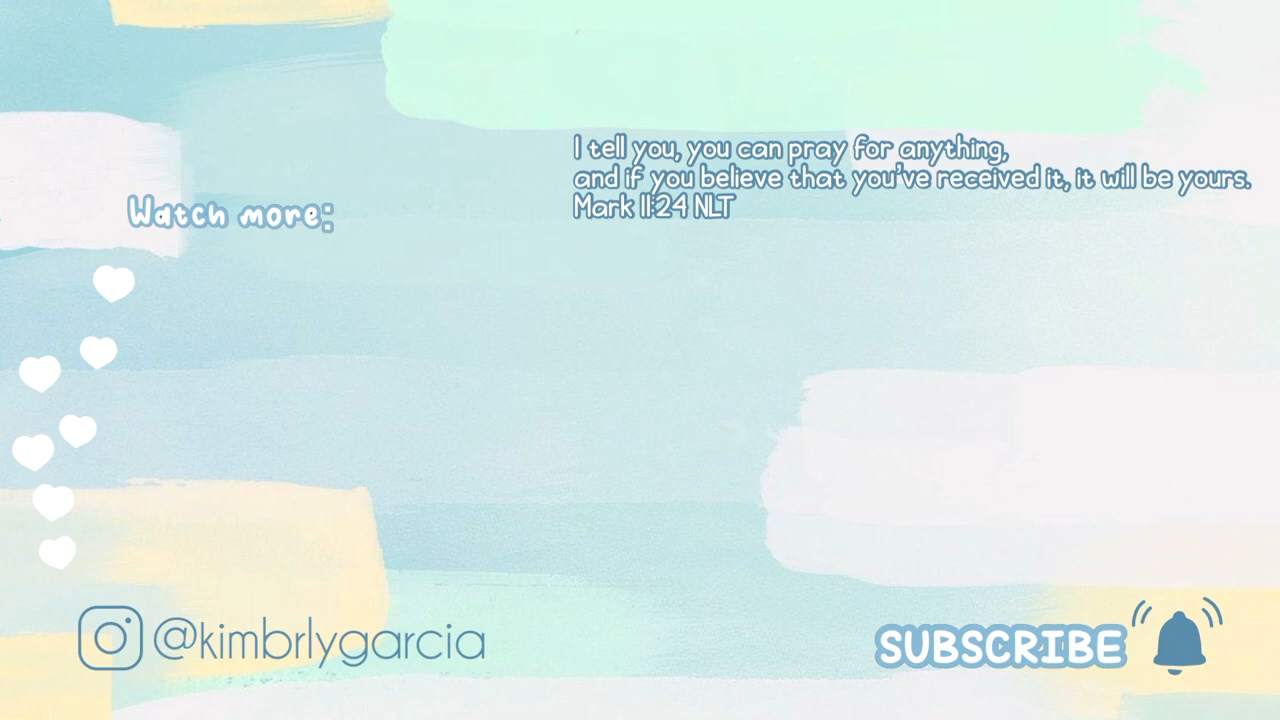 I tell you, you can pray for anything,
and if you believe that you've received it, it will be yours.
Mark 11:24 NLT
Watch more:
@kimbrlygarcia
SUBSCRIBE